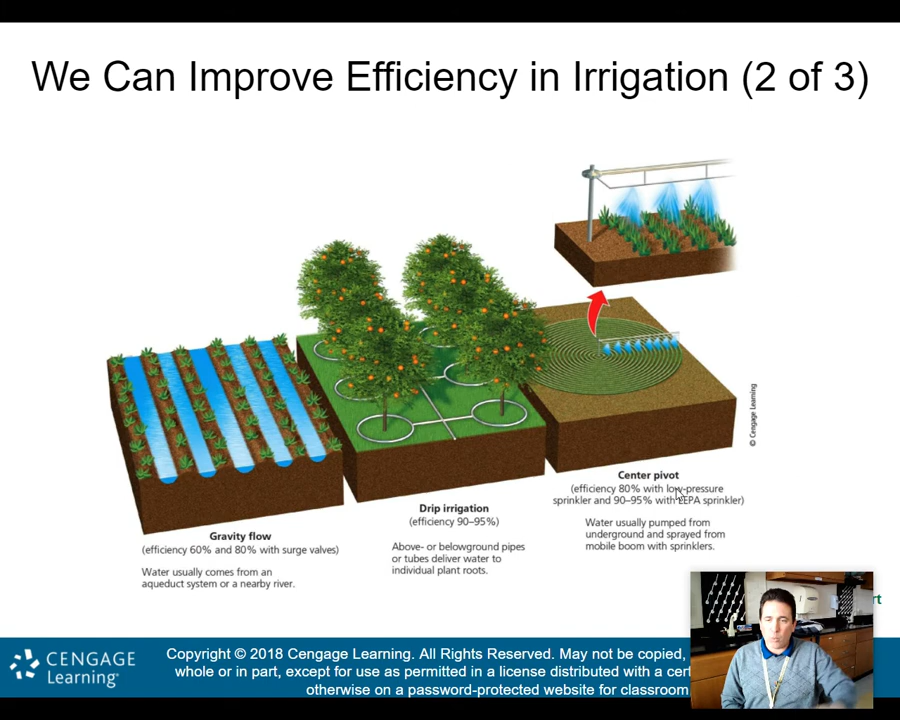 We Can Improve Efficiency in Irrigation (2 of 3)
© Cengage Learning
Center pivot
(efficiency 80% with low-pressure
sprinkler and 90–95% with LEPA sprinkler)
Water usually pumped from
underground and sprayed from
mobile boom with sprinklers.
Drip irrigation
(efficiency 90–95%)
Above- or belowground pipes
or tubes deliver water to
individual plant roots.
Gravity flow
(efficiency 60% and 80% with surge valves)
Water usually comes from an
aqueduct system or a nearby river.
CENGAGE
Learning
Copyright © 2018 Cengage Learning. All Rights Reserved. May not be copied,
whole or in part, except for use as permitted in a license distributed with a cert
otherwise on a password-protected website for classroom
rt